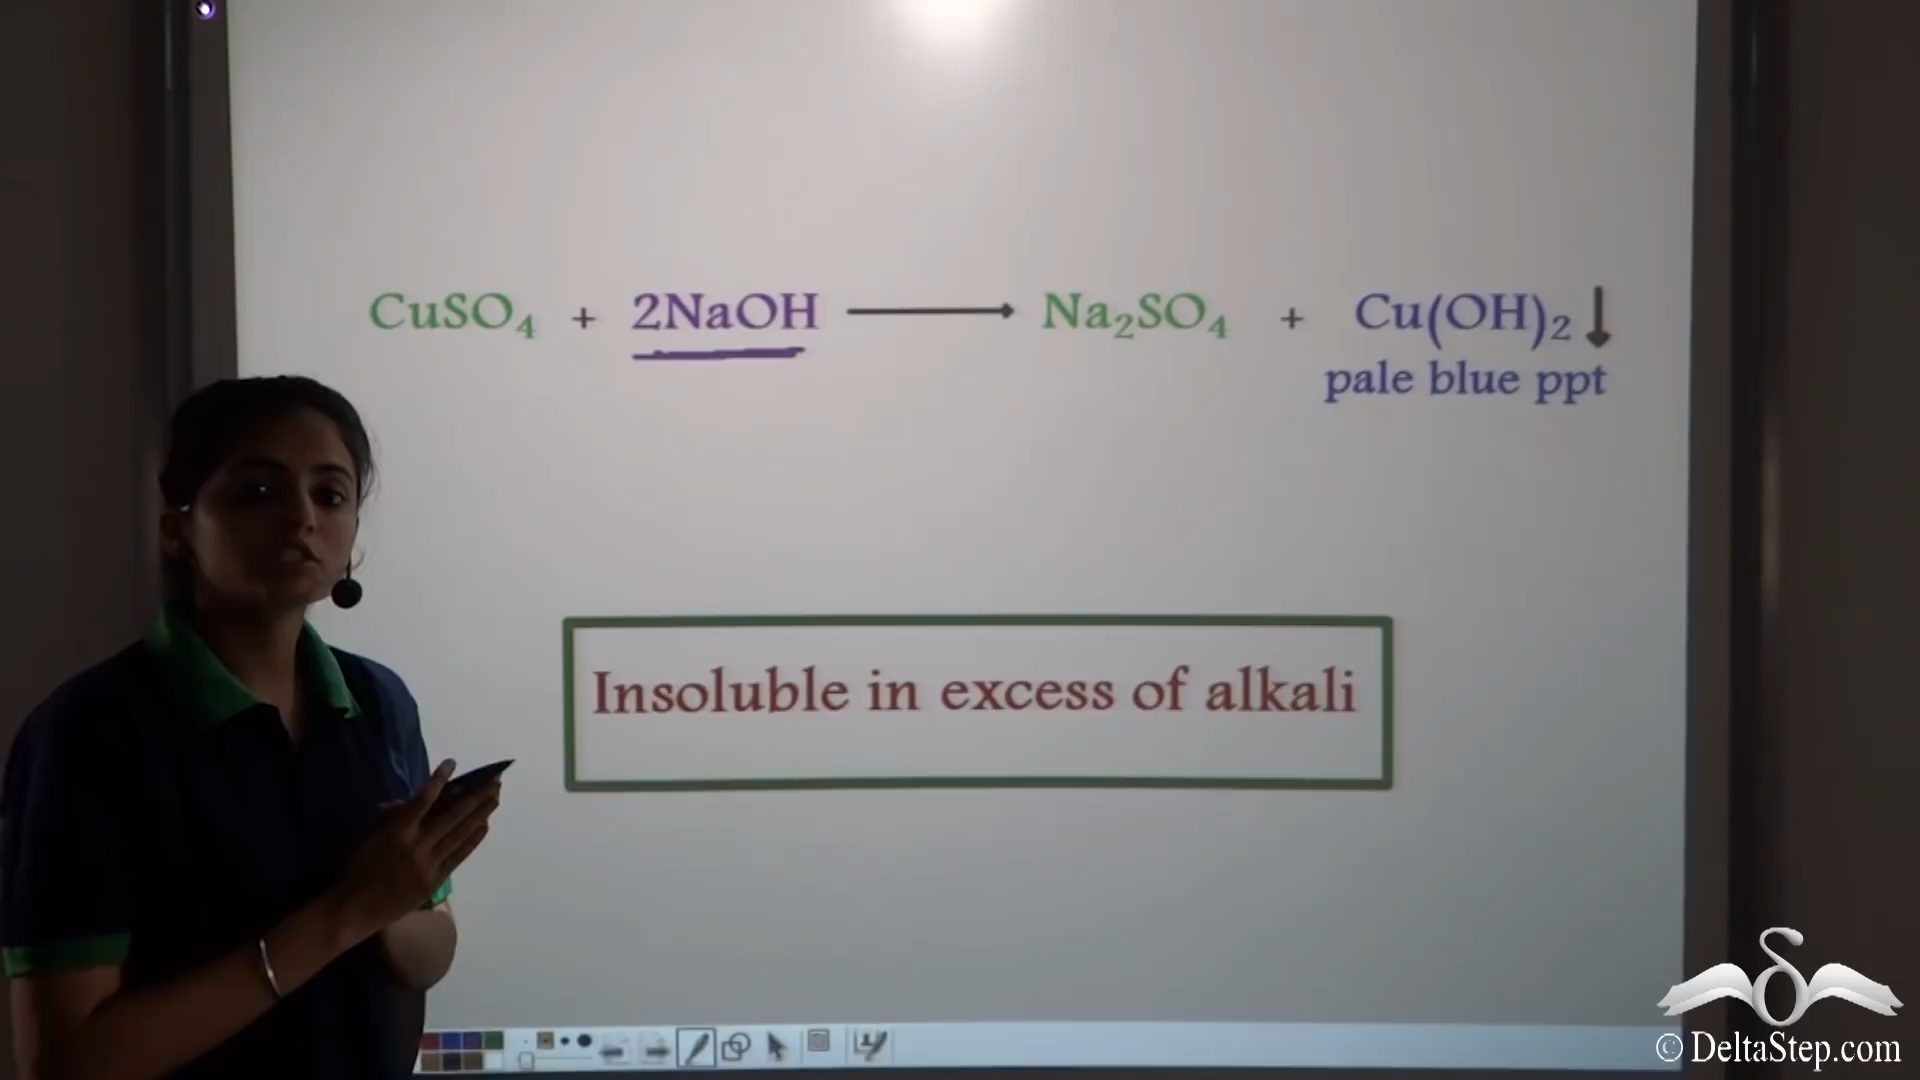 CuSO₄ + 2NaOH ⟶ Na₂SO₄ + Cu(OH)₂↓
pale blue ppt
Insoluble in excess of alkali
© DeltaStep.com